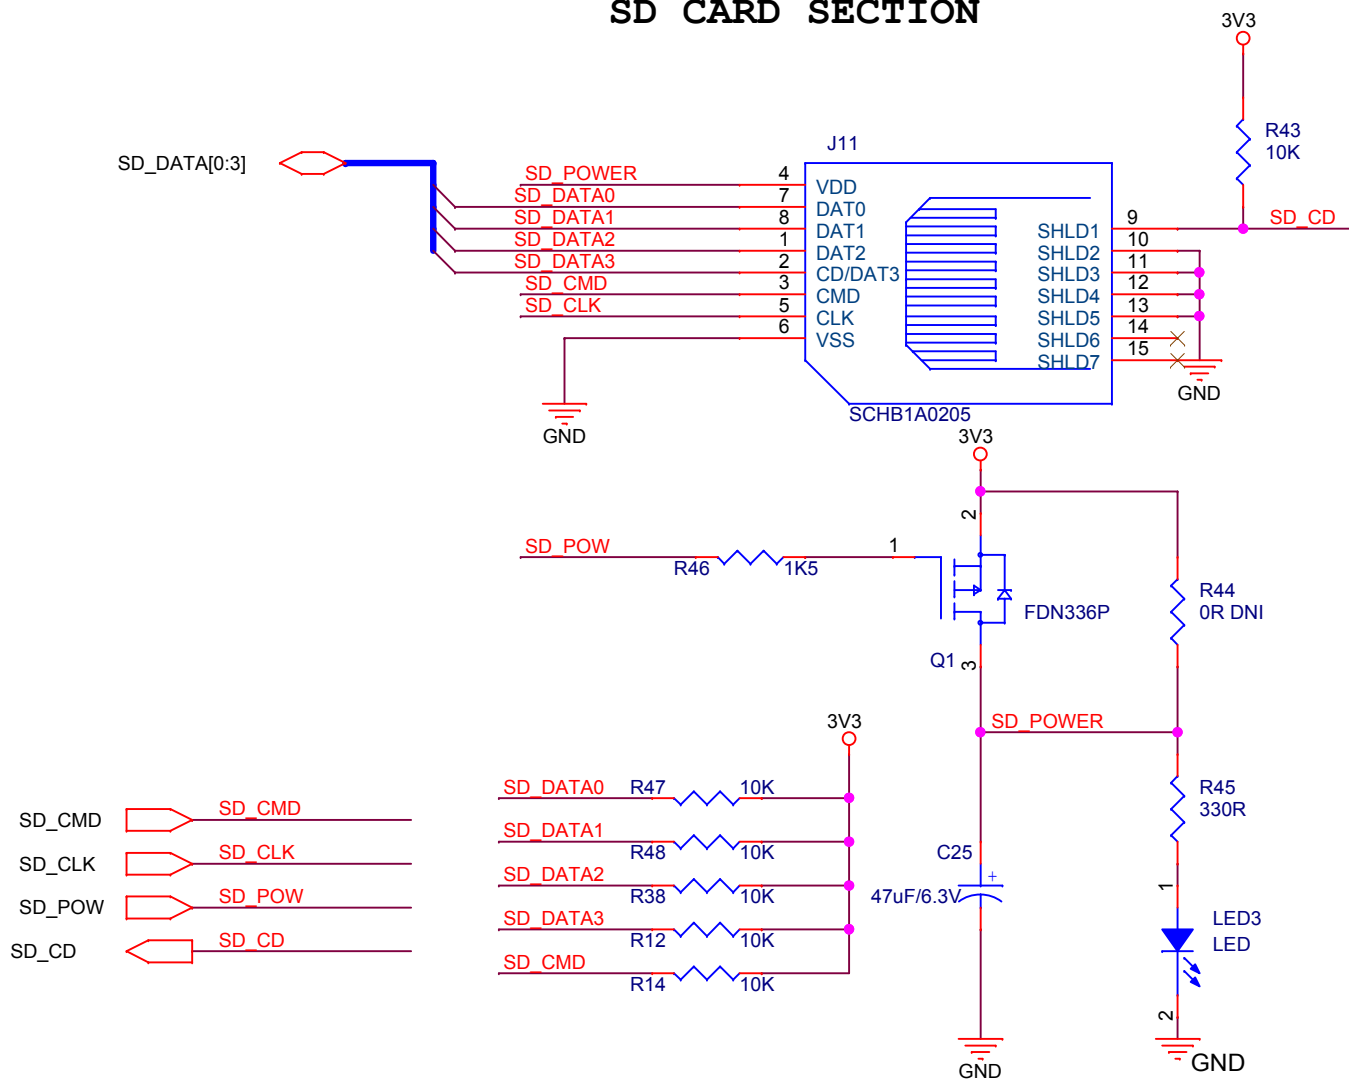 SD CARD SECTION
3V3
R43
10K
SD_CD
SD_DATA[0:3]
J11
SD_POWER
SD_DATA0
SD_DATA1
SD_DATA2
SD_DATA3
SD_CMD
SD_CLK
4
7
8
1
2
3
5
6
VDD
DAT0
DAT1
DAT2
CD/DAT3
CMD
CLK
VSS
SHLD1
SHLD2
SHLD3
SHLD4
SHLD5
SHLD6
SHLD7
9
10
11
12
13
14
15
GND
GND
SCHB1A0205
3V3
2
SD_POW
R46
1K5
1
FDN336P
Q1
3
R44
0R DNI
SD_POWER
R45
330R
C25
+
47uF/6.3V
1
LED3
LED
2
GND
GND
3V3
SD_DATA0 R47 10K
SD_DATA1
R48 10K
SD_DATA2
R38 10K
SD_DATA3
R12 10K
SD_CMD
R14 10K
SD_CMD SD_CMD
SD_CLK SD_CLK
SD_POW SD_POW
SD_CD SD_CD